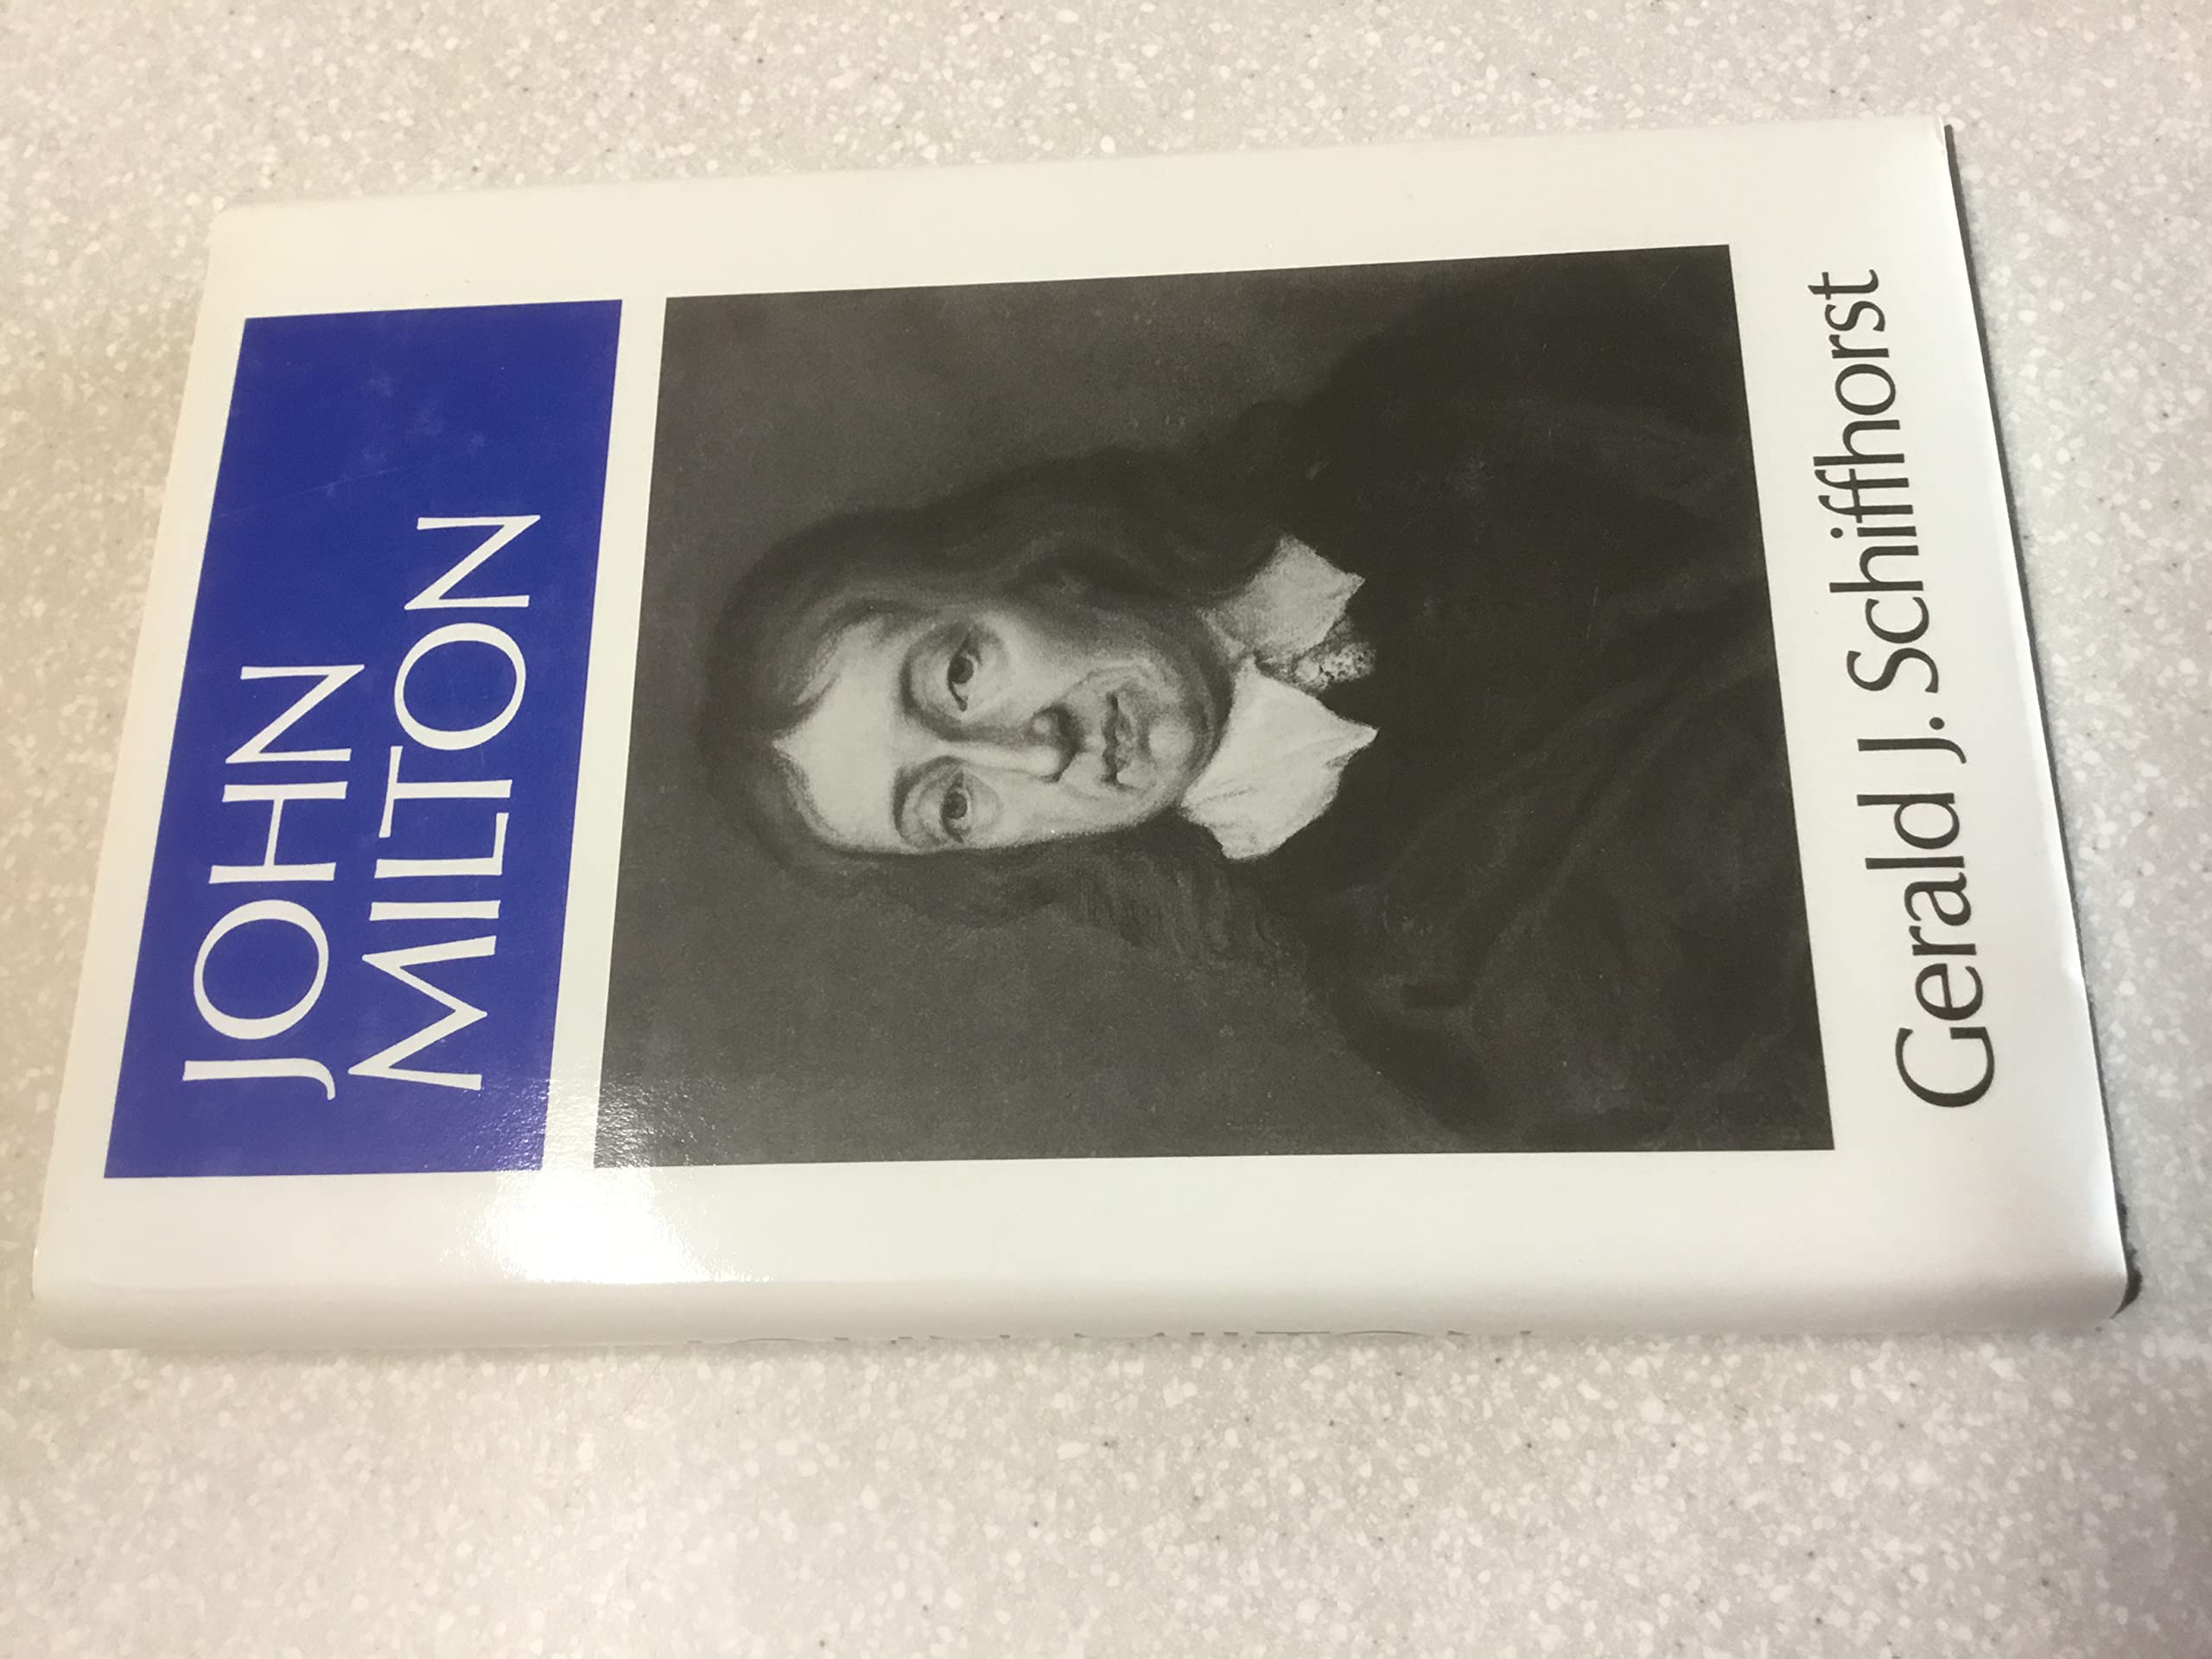 JOHN
MILTON
Gerald J. Schiffhorst